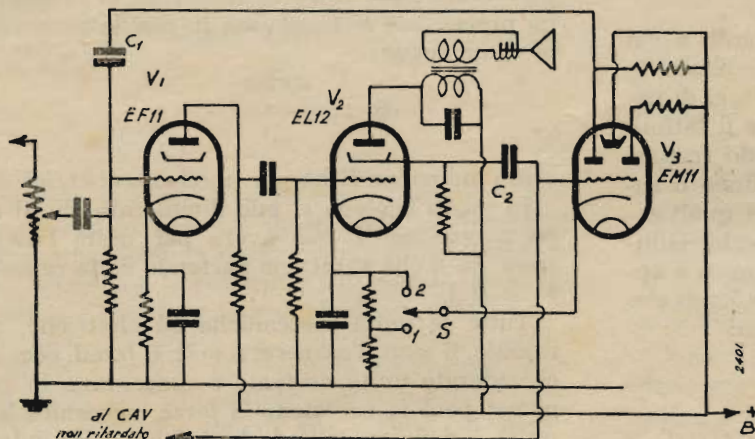 C1
V1
EF11
V2
EL12
C2
V3
EM11
2
S
1
2401
al CAV
non ritardato
+
B